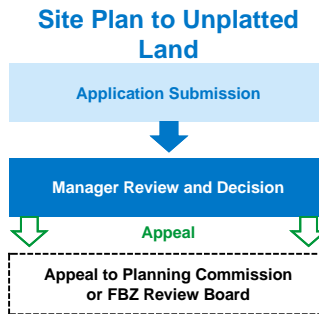 Site Plan to Unplatted
Land
Application Submission
Manager Review and Decision
Appeal
Appeal to Planning Commission
or FBZ Review Board